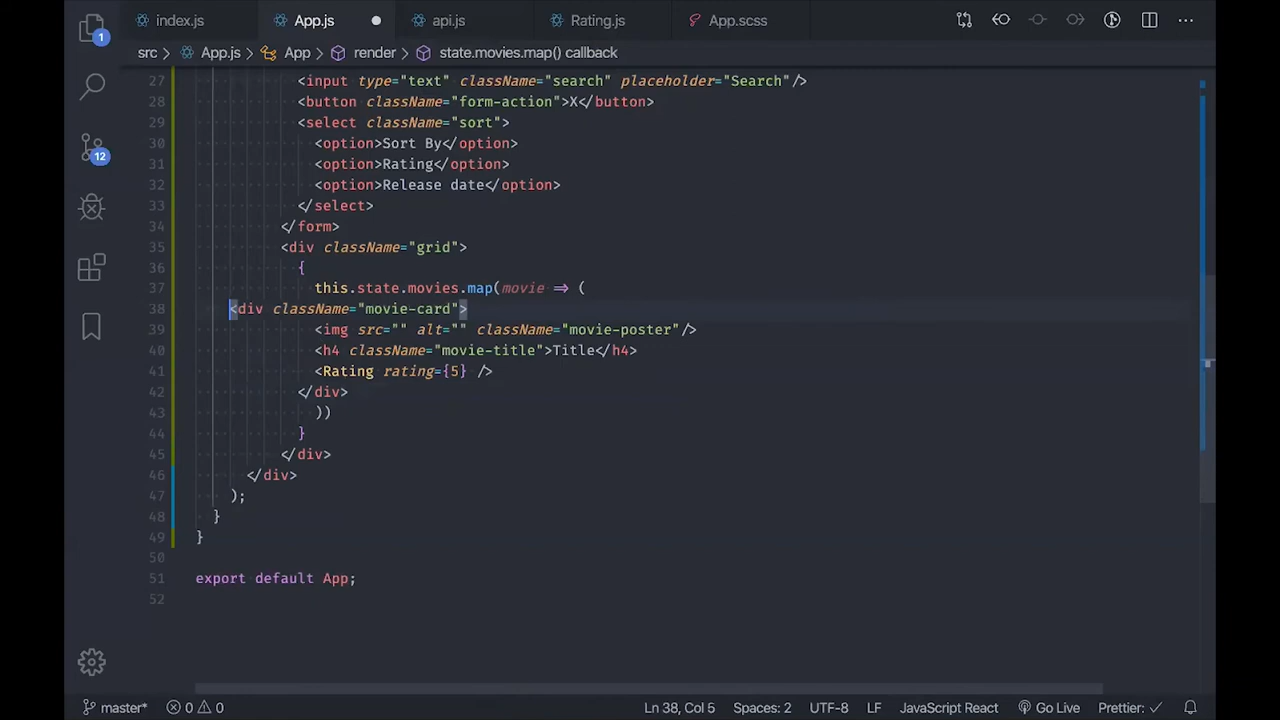 index.js
App.js
api.js
Rating.js
App.scss
1
src > App.js > App > render > state.movies.map() callback
27 <input type="text" className="search" placeholder="Search"/>
28 <button className="form-action">X</button>
29 <select className="sort">
30 <option>Sort By</option>
31 <option>Rating</option>
32 <option>Release date</option>
33 </select>
34 </form>
35 <div className="grid">
36 {
37 this.state.movies.map(movie => (
38 <div className="movie-card">
39 <img src="" alt="" className="movie-poster"/>
40 <h4 className="movie-title">Title</h4>
41 <Rating rating={5} />
42 </div>
43 ))
44 }
45 </div>
46 </div>
47 );
48 }
49 }
50
51 export default App;
52
12
master* 0 0 Ln 38, Col 5 Spaces: 2 UTF-8 LF JavaScript React Go Live Prettier: ✓